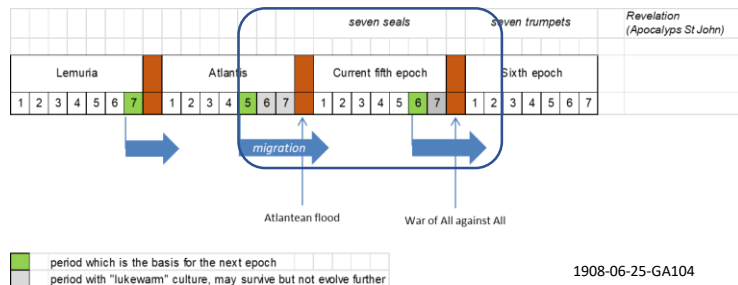 seven seals seven trumpets Revelation
(Apocalyps St John)
Lemuria Atlantis Current fifth epoch Sixth epoch
1 2 3 4 5 6 7 1 2 3 4 5 6 7 1 2 3 4 5 6 7 1 2 3 4 5 6 7
migration
Atlantean flood War of All against All
period which is the basis for the next epoch
period with "lukewarm" culture, may survive but not evolve further
1908-06-25-GA104